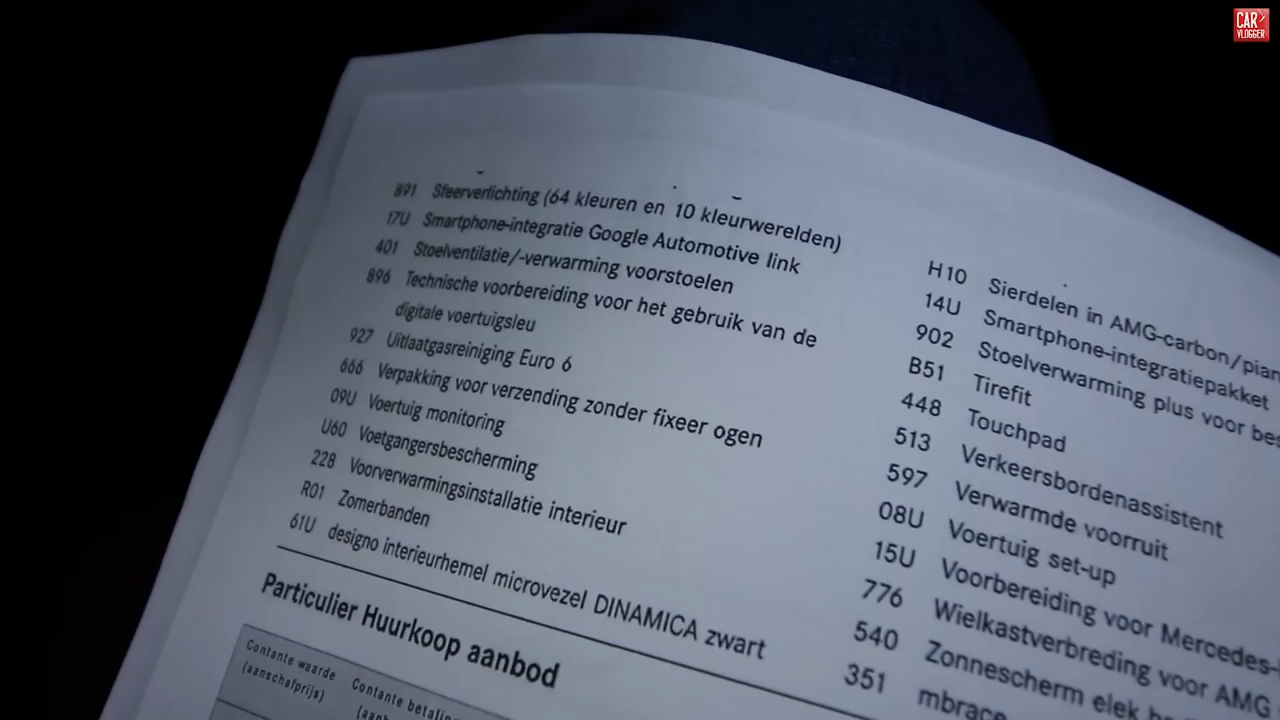 CAR
VLOGGER
891 Sfeerverlichting (64 kleuren en 10 kleurwerelden)
17U Smartphone-integratie Google Automotive link
401 Stoelventilatie/-verwarming voorstoelen
896 Technische voorbereiding voor het gebruik van de
digitale voertuigsleu
927 Uitlaatgasreiniging Euro 6
666 Verpakking voor verzending zonder fixeer ogen
09U Voertuig monitoring
U60 Voetgangersbescherming
228 Voorverwarmingsinstallatie interieur
R01 Zomerbanden
61U designo interieurhemel microvezel DINAMICA zwart
H10 Sierdelen in AMG-carbon/pian
14U Smartphone-integratiepakket
902 Stoelverwarming plus voor bes
B51 Tirefit
448 Touchpad
513 Verkeersbordenassistent
597 Verwarmde voorruit
08U Voertuig set-up
15U Voorbereiding voor Mercedes-
776 Wielkastverbreding voor AMG
540 Zonnescherm elek
351 mbrace
Particulier Huurkoop aanbod
Contante waarde
(aanschafprijs)
Contante betalin
(aan